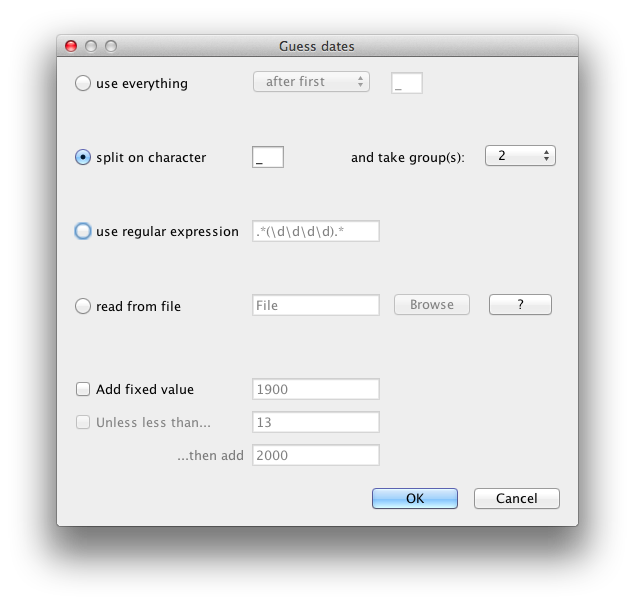 Guess dates
use everything after first _
split on character _ and take group(s): 2
use regular expression .*(\d\d\d\d).*
read from file File Browse ?
Add fixed value 1900
Unless less than... 13
...then add 2000
OK Cancel